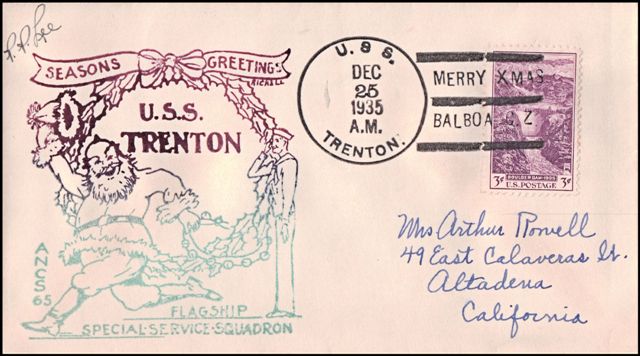 SEASONS GREETINGS
U.S.S.
TRENTON
ANCS
65
FLAGSHIP
SPECIAL-SERVICE-SQUADRON
U.S.S.
DEC
25
1935
A.M.
TRENTON
MERRY XMAS
BALBOA C.Z.
BOULDER DAM-1935
3¢ U.S. POSTAGE 3¢
Mrs Arthur Powell
49 East Calaveras St.
Altadena
California